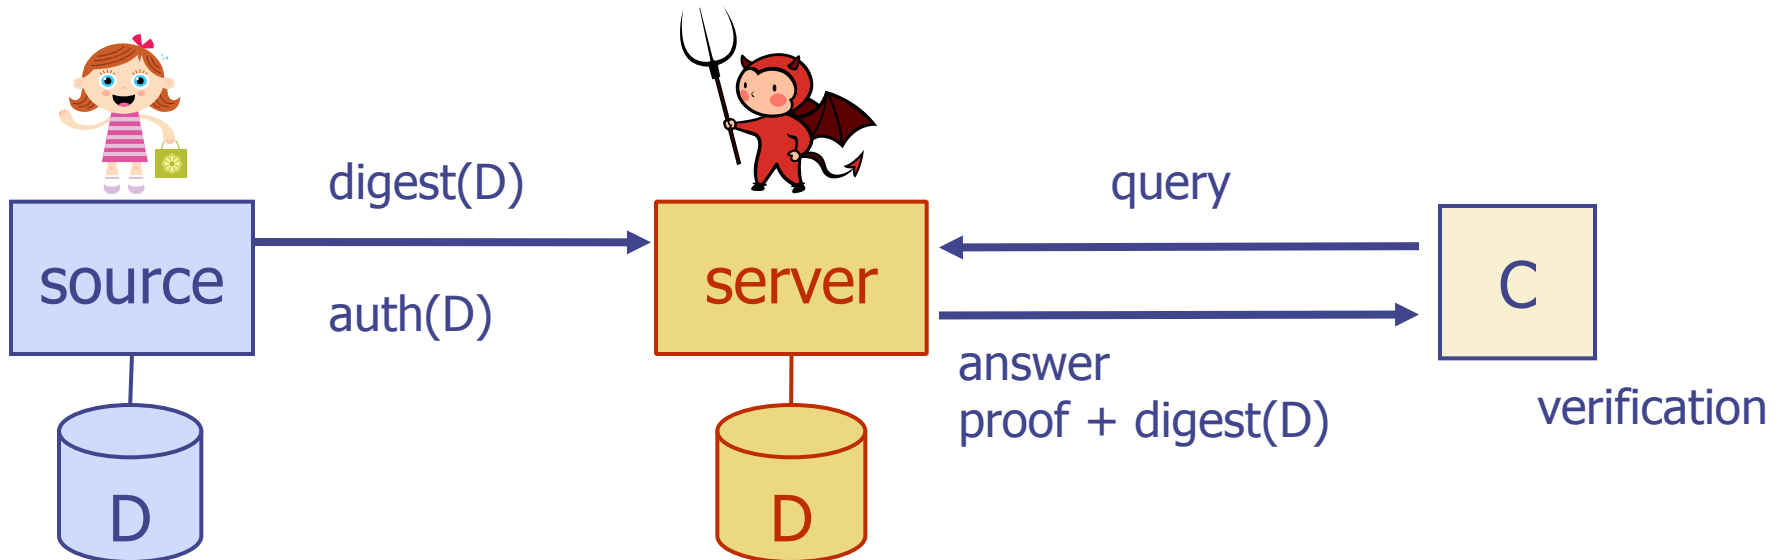 digest(D)
query
source
server
C
auth(D)
answer
proof + digest(D)
verification
D
D